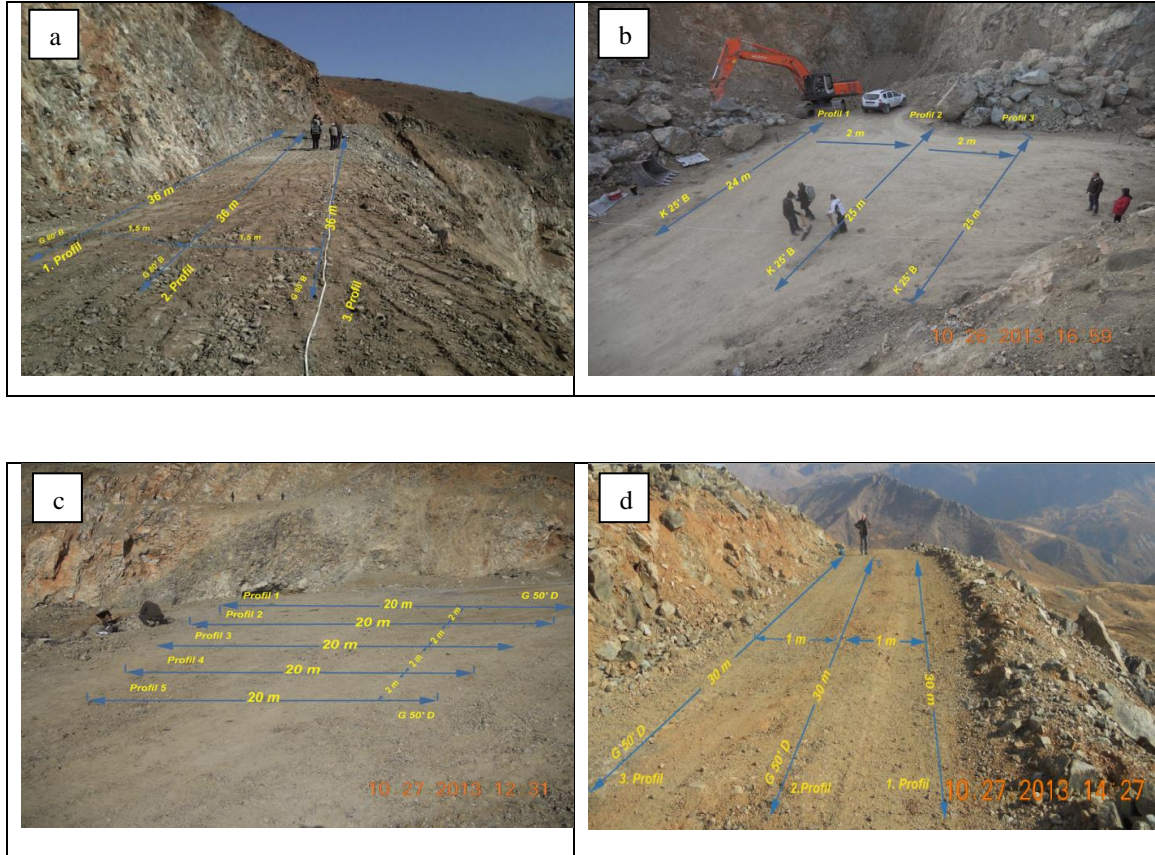 a
36 m
36 m
36 m
G 80° B
1,5 m
1,5 m
G 80° B
G 80° B
1. Profil
2. Profil
3. Profil
b
Profil 1
Profil 2
Profil 3
2 m
2 m
24 m
25 m
25 m
K 25° B
K 25° B
K 25° B
10.26.2013 16:59
c
Profil 1
G 50° D
20 m
Profil 2
20 m
2 m
Profil 3
2 m
20 m
Profil 4
2 m
20 m
Profil 5
2 m
20 m
G 50° D
10.27.2013 12:31
d
1 m
1 m
30 m
30 m
30 m
G 50° D
G 50° D
3. Profil
2.Profil
1. Profil
10.27.2013 14:27